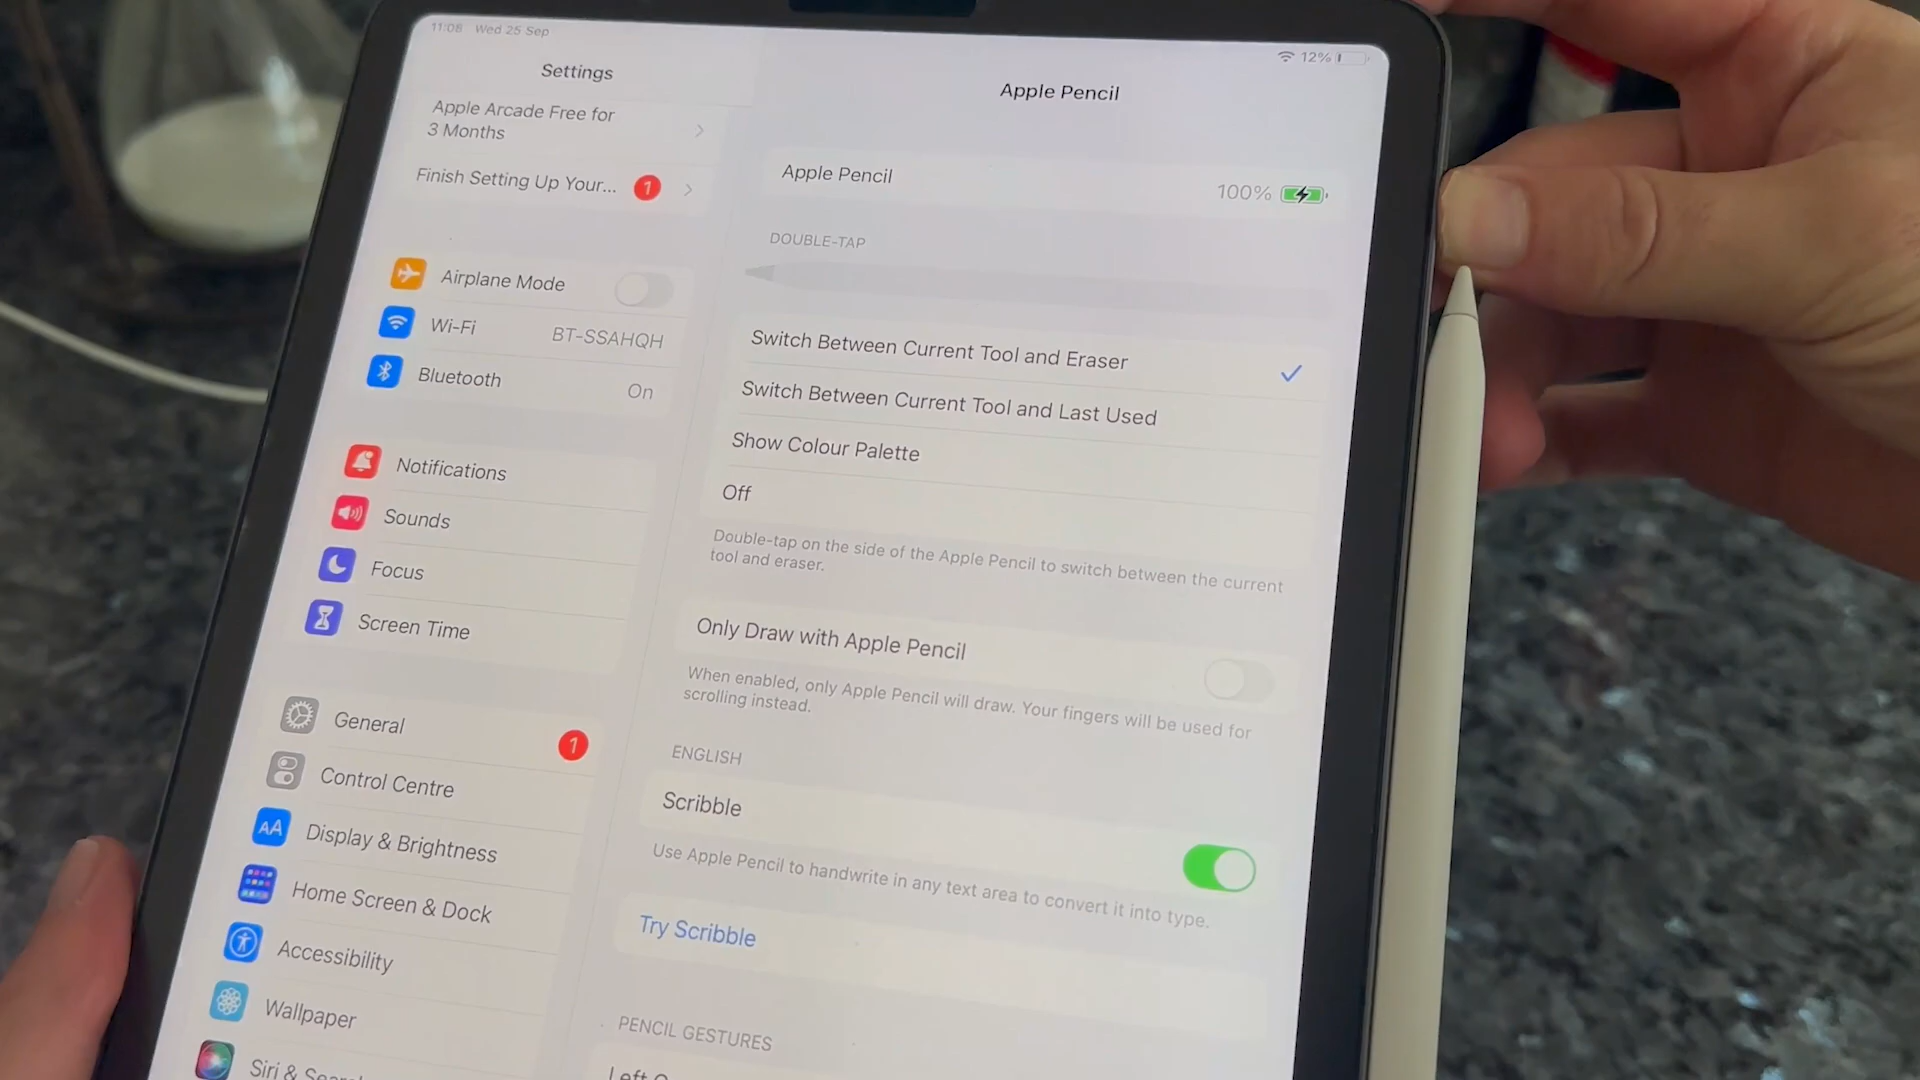 11:08 Wed 25 Sep
12%
Settings
Apple Arcade Free for
3 Months
Finish Setting Up Your... 1
Airplane Mode
Wi-Fi BT-SSAHQH
Bluetooth On
Notifications
Sounds
Focus
Screen Time
General 1
Control Centre
AA Display & Brightness
Home Screen & Dock
Accessibility
Wallpaper
Siri &
Apple Pencil
Apple Pencil 100%
DOUBLE-TAP
Switch Between Current Tool and Eraser
Switch Between Current Tool and Last Used
Show Colour Palette
Off
Double-tap on the side of the Apple Pencil to switch between the current
tool and eraser.
Only Draw with Apple Pencil
When enabled, only Apple Pencil will draw. Your fingers will be used for
scrolling instead.
ENGLISH
Scribble
Use Apple Pencil to handwrite in any text area to convert it into type.
Try Scribble
PENCIL GESTURES
Left